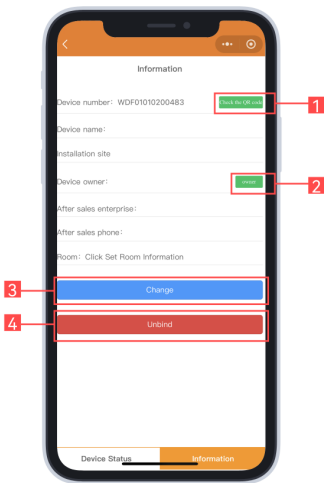 Information
Device number: WDF01010200483
Check the QR code
1
Device name:
Installation site
Device owner:
owner
2
After sales enterprise:
After sales phone:
Room: Click Set Room Information
3
Change
4
Unbind
Device Status
Information